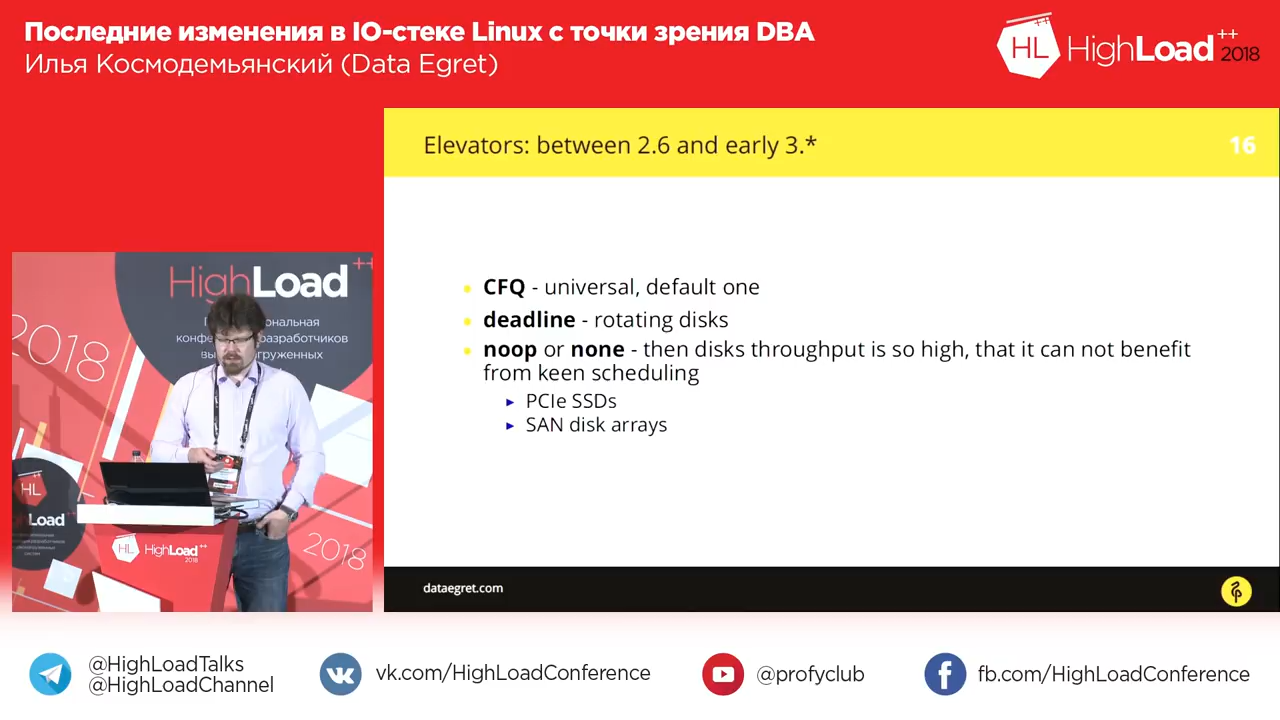 Последние изменения в IO-стеке Linux с точки зрения DBA
Илья Космодемьянский (Data Egret)
HL HighLoad++ 2018
Elevators: between 2.6 and early 3.*
16
CFQ - universal, default one
deadline - rotating disks
noop or none - then disks throughput is so high, that it can not benefit
from keen scheduling
PCIe SSDs
SAN disk arrays
dataegret.com
HighLoad++
2018
HL
HighLoad
HL HighLoad++
2018
2018
@HighLoadTalks
@HighLoadChannel
vk.com/HighLoadConference
@profyclub
fb.com/HighLoadConference